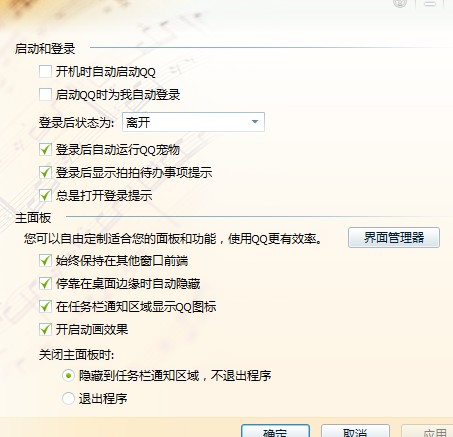 启动和登录
开机时自动启动QQ
启动QQ时为我自动登录
登录后状态为: 离开
登录后自动运行QQ宠物
登录后显示拍拍待办事项提示
总是打开登录提示
主面板
您可以自由定制适合您的面板和功能，使用QQ更有效率。 界面管理器
始终保持在其他窗口前端
停靠在桌面边缘时自动隐藏
在任务栏通知区域显示QQ图标
开启动画效果
关闭主面板时:
隐藏到任务栏通知区域，不退出程序
退出程序
确定 取消 应用